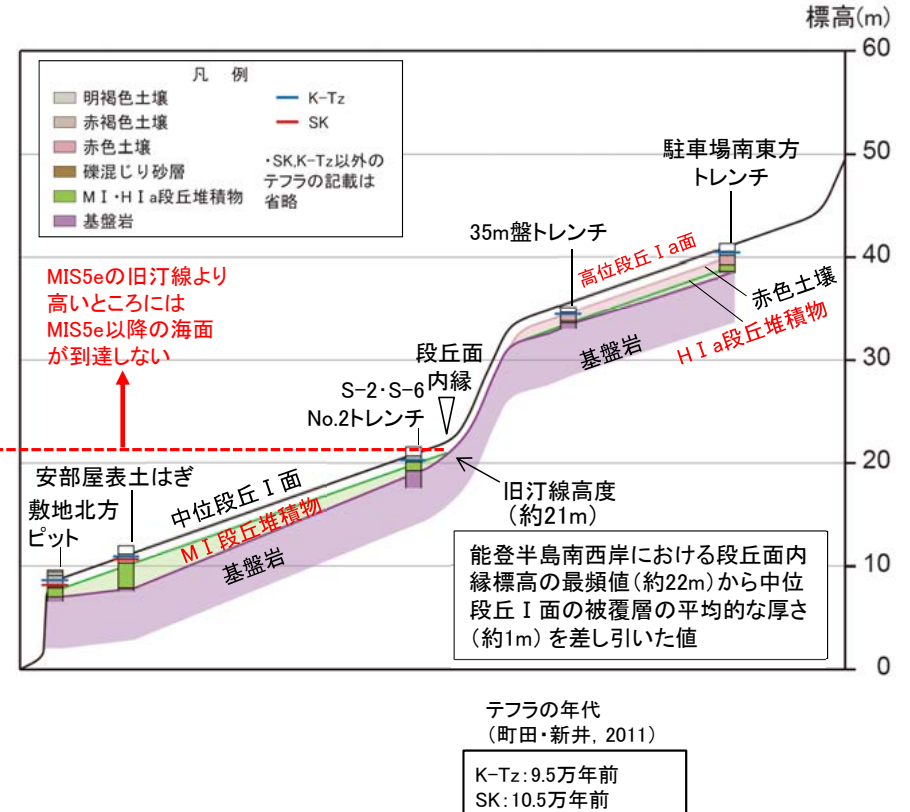 標高(m)
60
50
40
30
20
10
0
凡　例
明褐色土壌
赤褐色土壌
赤色土壌
礫混じり砂層
MⅠ・HⅠa段丘堆積物
基盤岩
K-Tz
SK
・SK,K-Tz以外の
テフラの記載は
省略
駐車場南東方
トレンチ
35m盤トレンチ
高位段丘Ⅰa面
赤色土壌
HⅠa段丘堆積物
基盤岩
MIS5eの旧汀線より
高いところには
MIS5e以降の海面
が到達しない
段丘面
内縁
S-2・S-6
No.2トレンチ
安部屋表土はぎ
敷地北方
ピット
中位段丘Ⅰ面
MⅠ段丘堆積物
基盤岩
旧汀線高度
(約21m)
能登半島南西岸における段丘面内
縁標高の最頻値(約22m)から中位
段丘Ⅰ面の被覆層の平均的な厚さ
(約1m)を差し引いた値
テフラの年代
(町田・新井, 2011)
K-Tz:9.5万年前
SK:10.5万年前